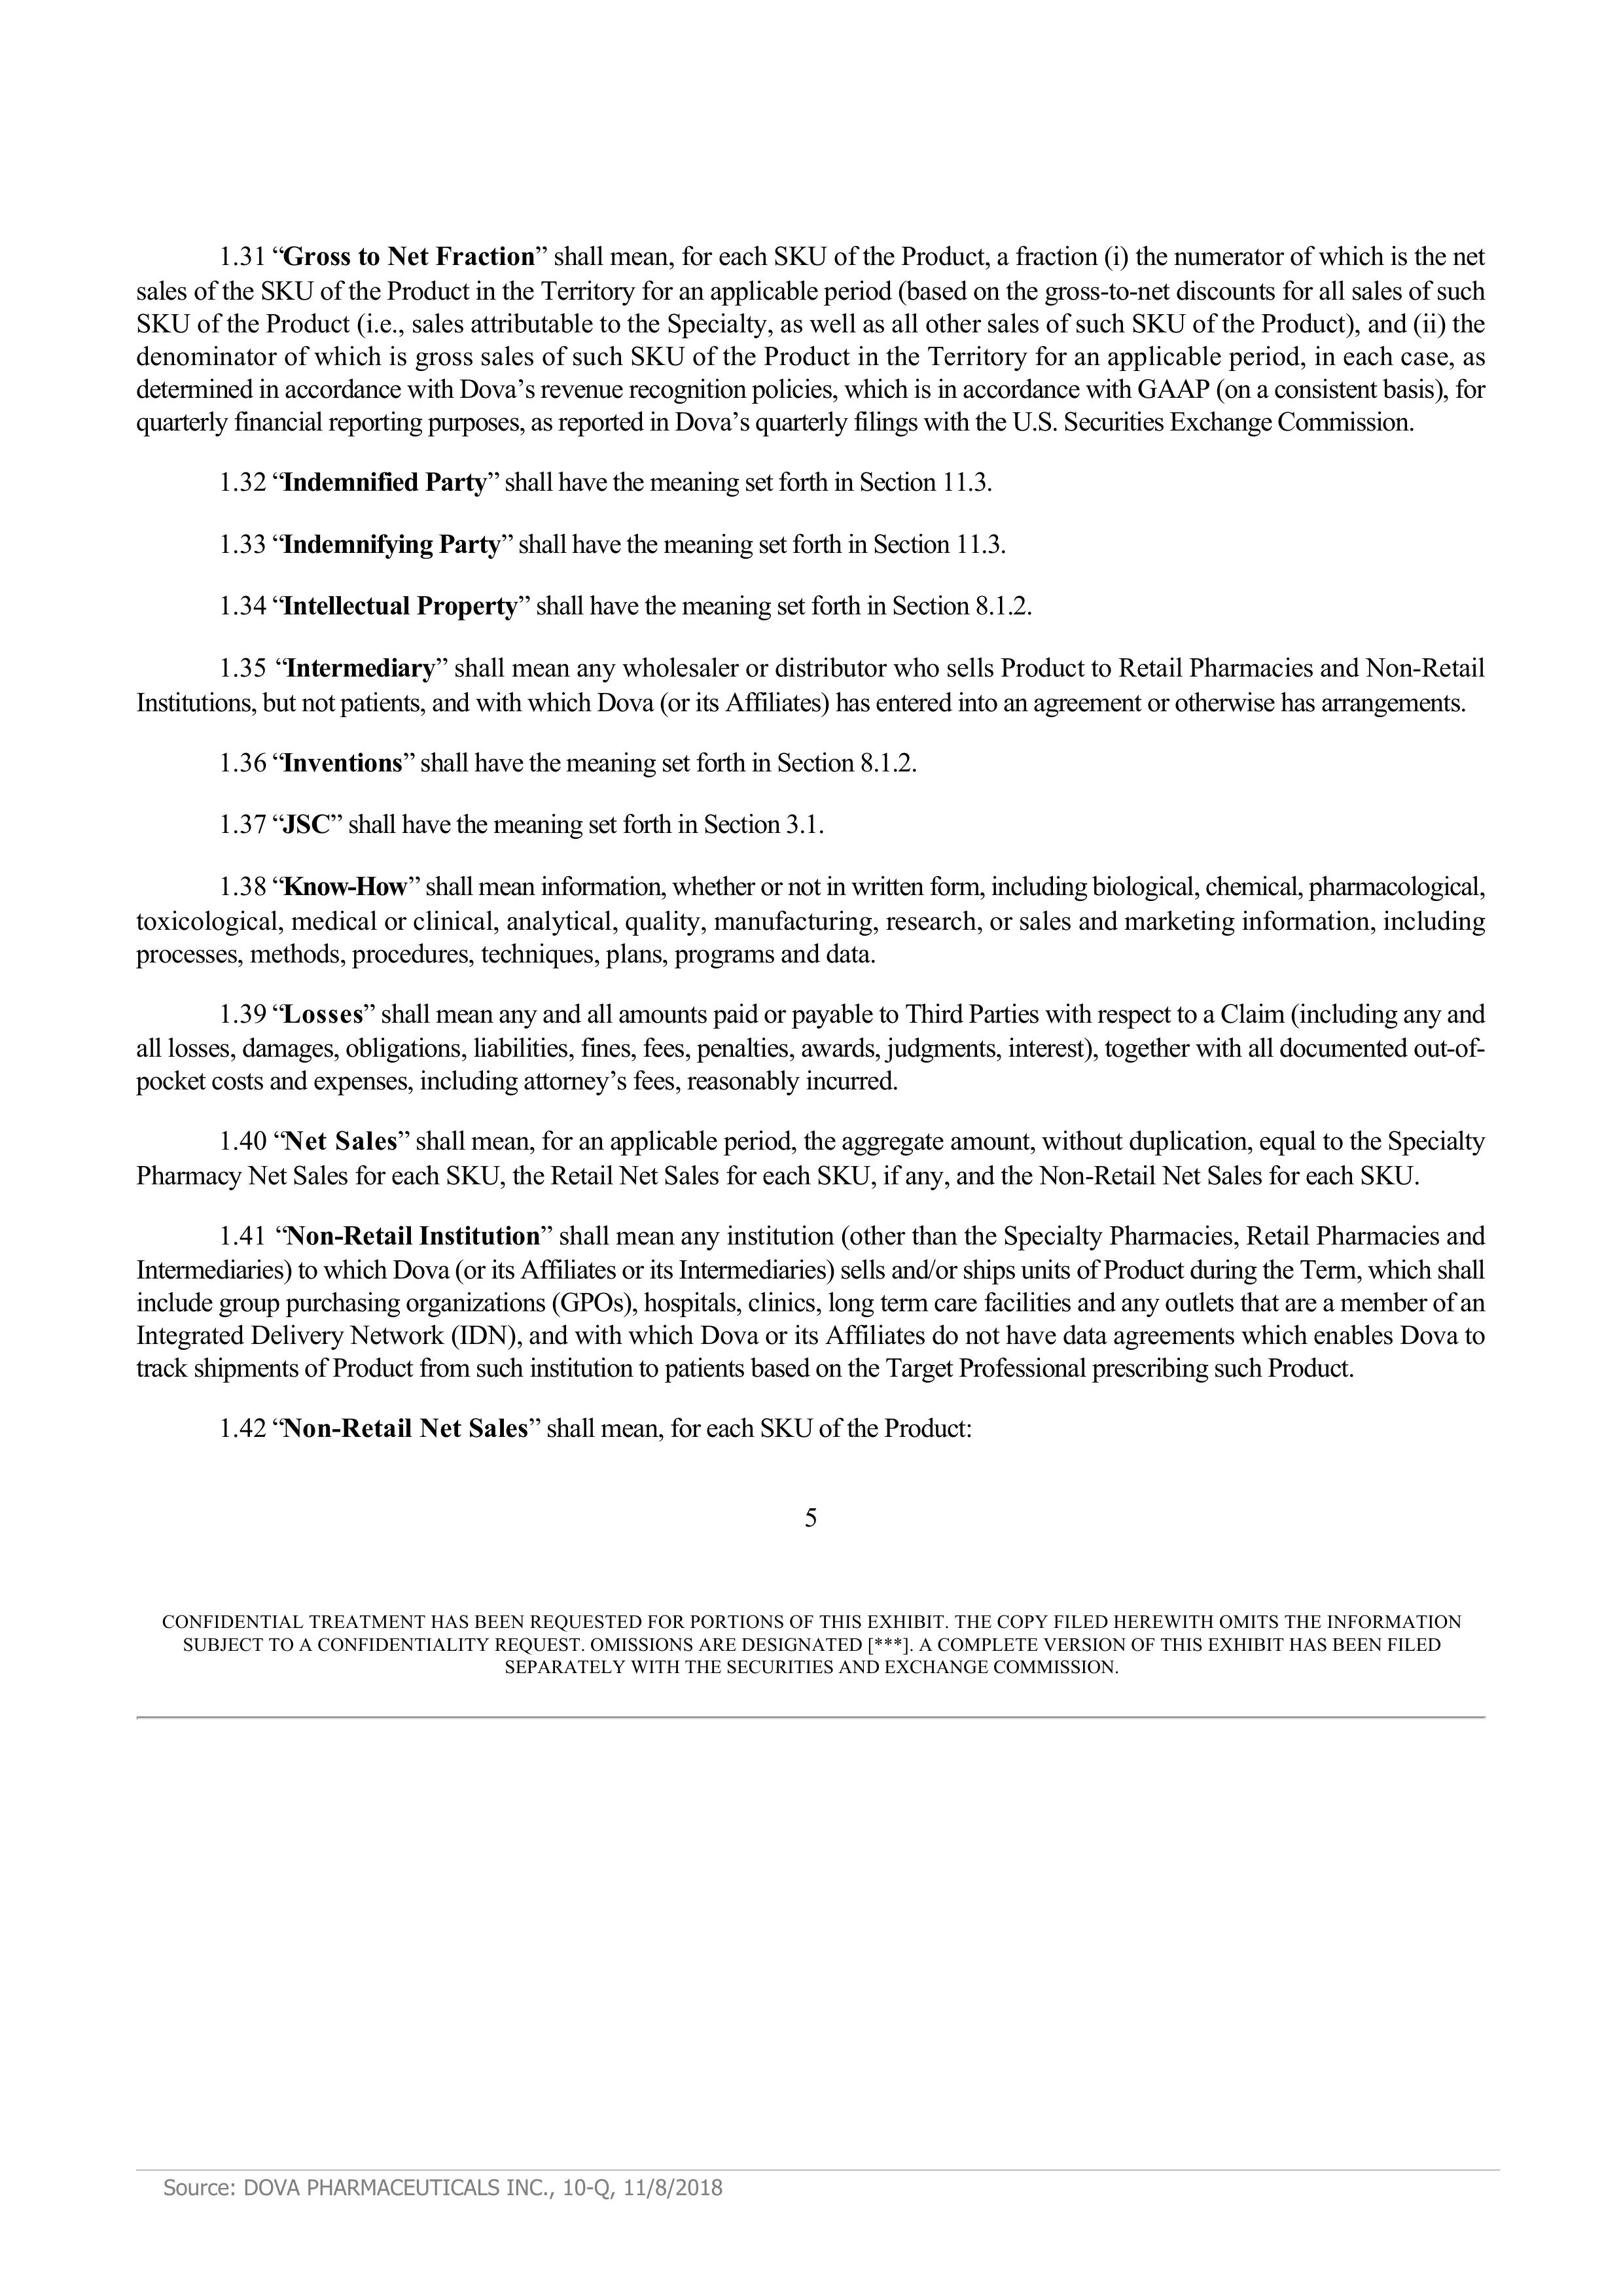 1.31 “Gross to Net Fraction” shall mean, for each SKU of the Product, a fraction (i) the numerator of which is the net
sales of the SKU of the Product in the Territory for an applicable period (based on the gross-to-net discounts for all sales of such
SKU of the Product (i.e., sales attributable to the Specialty, as well as all other sales of such SKU of the Product), and (ii) the
denominator of which is gross sales of such SKU of the Product in the Territory for an applicable period, in each case, as
determined in accordance with Dova’s revenue recognition policies, which is in accordance with GAAP (on a consistent basis), for
quarterly financial reporting purposes, as reported in Dova’s quarterly filings with the U.S. Securities Exchange Commission.
1.32 “Indemnified Party” shall have the meaning set forth in Section 11.3.
1.33 “Indemnifying Party” shall have the meaning set forth in Section 11.3.
1.34 “Intellectual Property” shall have the meaning set forth in Section 8.1.2.
1.35 “Intermediary” shall mean any wholesaler or distributor who sells Product to Retail Pharmacies and Non-Retail
Institutions, but not patients, and with which Dova (or its Affiliates) has entered into an agreement or otherwise has arrangements.
1.36 “Inventions” shall have the meaning set forth in Section 8.1.2.
1.37 “JSC” shall have the meaning set forth in Section 3.1.
1.38 “Know-How” shall mean information, whether or not in written form, including biological, chemical, pharmacological,
toxicological, medical or clinical, analytical, quality, manufacturing, research, or sales and marketing information, including
processes, methods, procedures, techniques, plans, programs and data.
1.39 “Losses” shall mean any and all amounts paid or payable to Third Parties with respect to a Claim (including any and
all losses, damages, obligations, liabilities, fines, fees, penalties, awards, judgments, interest), together with all documented out-of-
pocket costs and expenses, including attorney’s fees, reasonably incurred.
1.40 “Net Sales” shall mean, for an applicable period, the aggregate amount, without duplication, equal to the Specialty
Pharmacy Net Sales for each SKU, the Retail Net Sales for each SKU, if any, and the Non-Retail Net Sales for each SKU.
1.41 “Non-Retail Institution” shall mean any institution (other than the Specialty Pharmacies, Retail Pharmacies and
Intermediaries) to which Dova (or its Affiliates or its Intermediaries) sells and/or ships units of Product during the Term, which shall
include group purchasing organizations (GPOs), hospitals, clinics, long term care facilities and any outlets that are a member of an
Integrated Delivery Network (IDN), and with which Dova or its Affiliates do not have data agreements which enables Dova to
track shipments of Product from such institution to patients based on the Target Professional prescribing such Product.
1.42 “Non-Retail Net Sales” shall mean, for each SKU of the Product:
5
CONFIDENTIAL TREATMENT HAS BEEN REQUESTED FOR PORTIONS OF THIS EXHIBIT. THE COPY FILED HEREWITH OMITS THE INFORMATION
SUBJECT TO A CONFIDENTIALITY REQUEST. OMISSIONS ARE DESIGNATED [***]. A COMPLETE VERSION OF THIS EXHIBIT HAS BEEN FILED
SEPARATELY WITH THE SECURITIES AND EXCHANGE COMMISSION.
Source: DOVA PHARMACEUTICALS INC., 10-Q, 11/8/2018